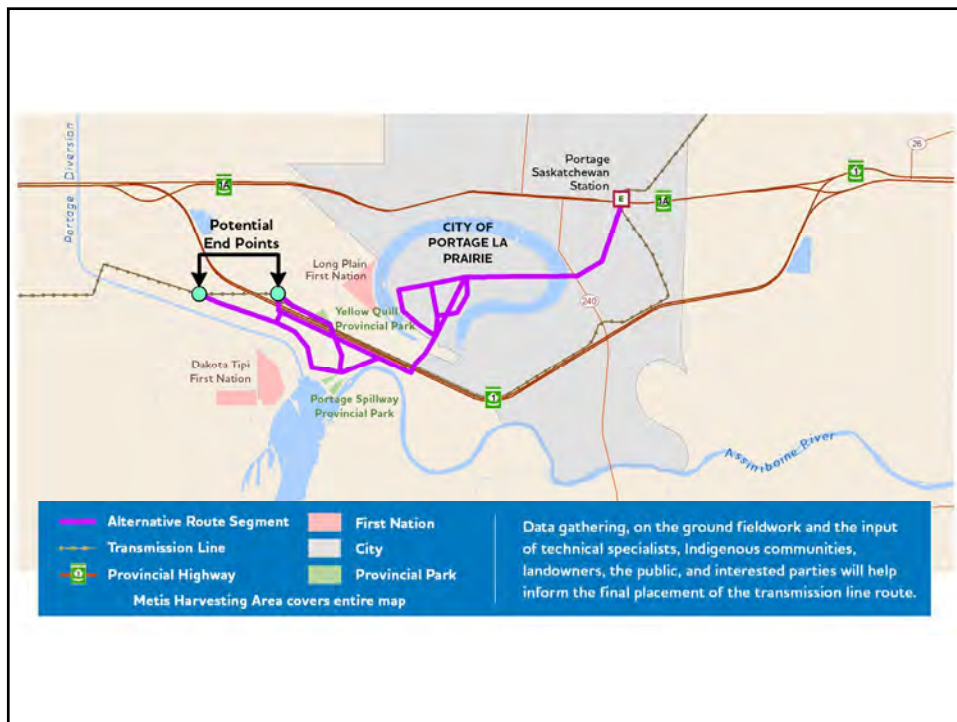 Portage Diversion
1A
Potential
End Points
Long Plain
First Nation
CITY OF
PORTAGE LA
PRAIRIE
Portage
Saskatchewan
Station
E
1A
1
26
240
Yellow Quill
Provincial Park
Dakota Tipi
First Nation
Portage Spillway
Provincial Park
1
Assiniboine River
Alternative Route Segment
Transmission Line
Provincial Highway
First Nation
City
Provincial Park
Metis Harvesting Area covers entire map
Data gathering, on the ground fieldwork and the input
of technical specialists, Indigenous communities,
landowners, the public, and interested parties will help
inform the final placement of the transmission line route.